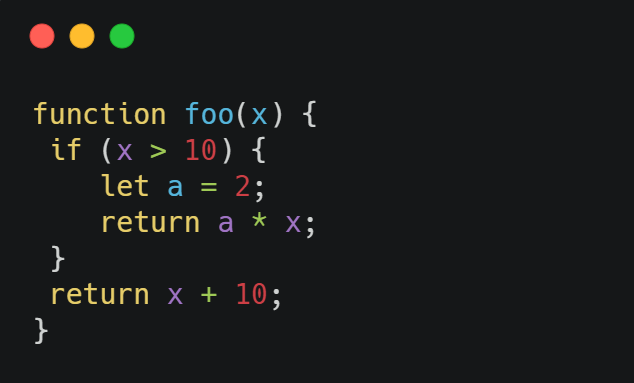 function foo(x) {
 if (x > 10) {
    let a = 2;
    return a * x;
 }
 return x + 10;
}